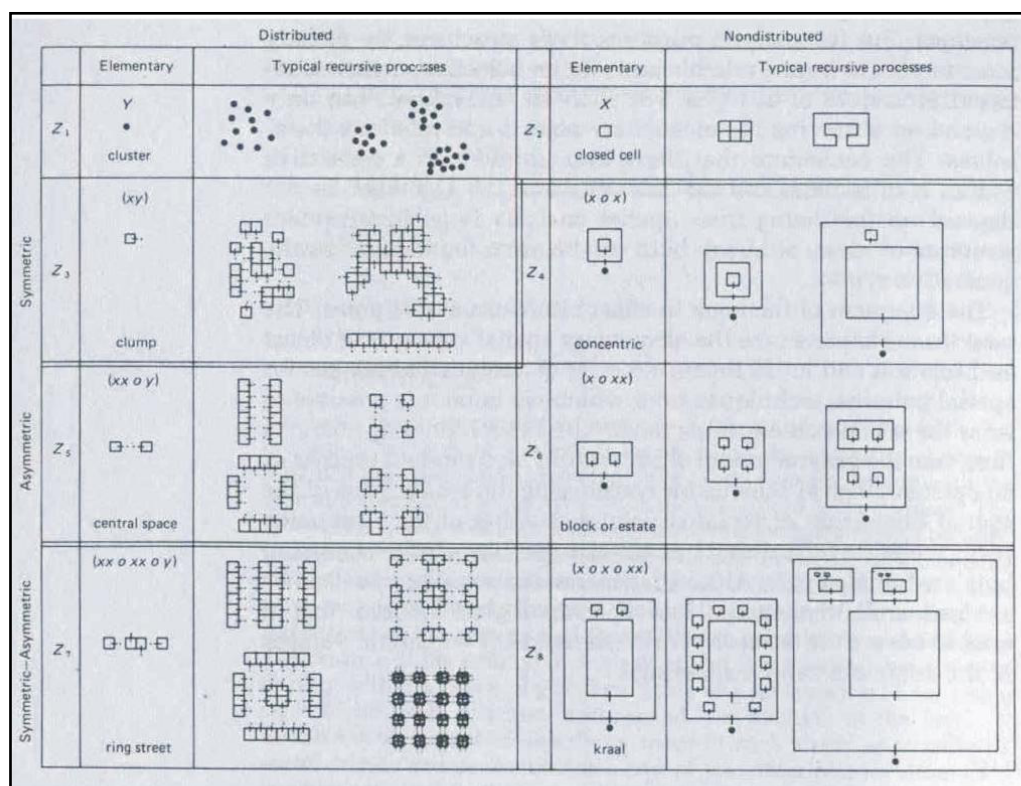 Distributed
Nondistributed
Elementary
Typical recursive processes
Elementary
Typical recursive processes
Symmetric
Z1
Y
cluster
Z2
X
closed cell
Asymmetric
Z3
(xy)
clump
Z4
(x o x)
concentric
Z5
(xx o y)
central space
Z6
(x o xx)
block or estate
Symmetric–Asymmetric
Z7
(xx o xx o y)
ring street
Z8
(x o x o xx)
kraal